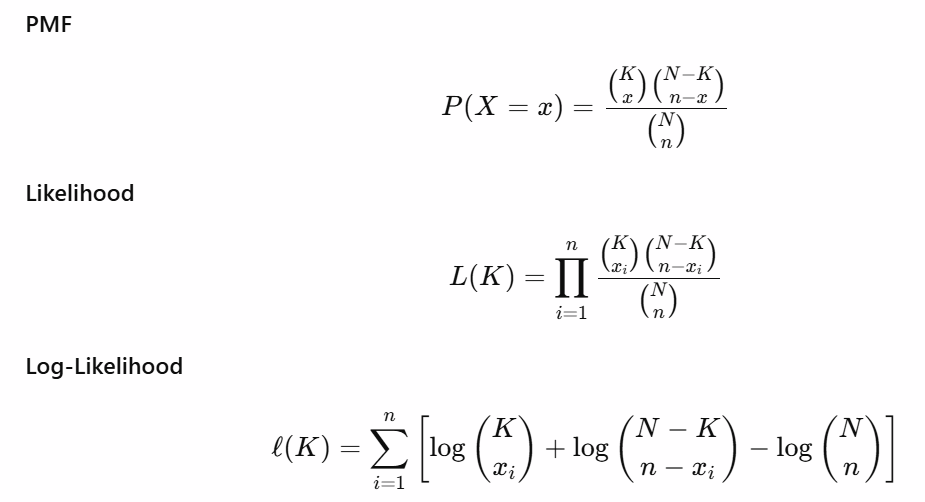 PMF
P(X = x) = \frac{\binom{K}{x}\binom{N-K}{n-x}}{\binom{N}{n}}
Likelihood
L(K) = \prod_{i=1}^{n} \frac{\binom{K}{x_i}\binom{N-K}{n-x_i}}{\binom{N}{n}}
Log-Likelihood
\ell(K) = \sum_{i=1}^{n} \left[ \log \binom{K}{x_i} + \log \binom{N-K}{n-x_i} - \log \binom{N}{n} \right]